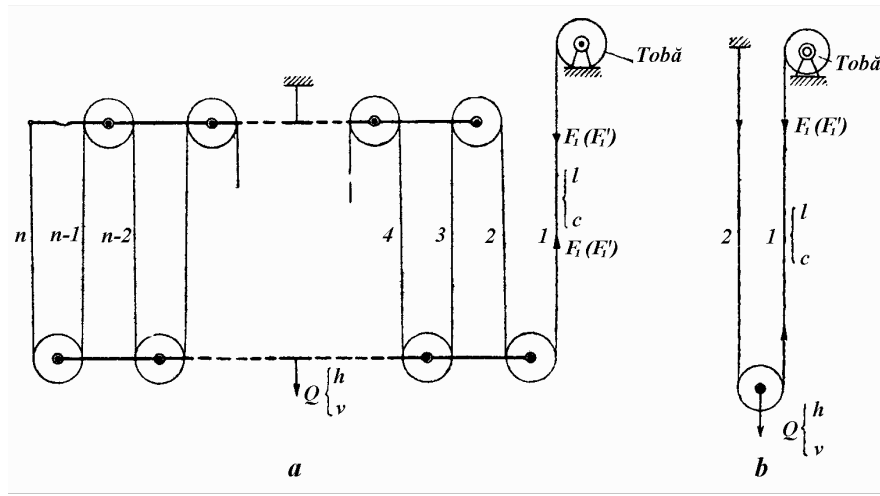 Tobă
F₁(F₁')
l
c
n n-1 n-2 4 3 2 1
F₁(F₁')
Q { h
v
a
Tobă
F₁(F₁')
l
c
2 1
Q { h
v
b